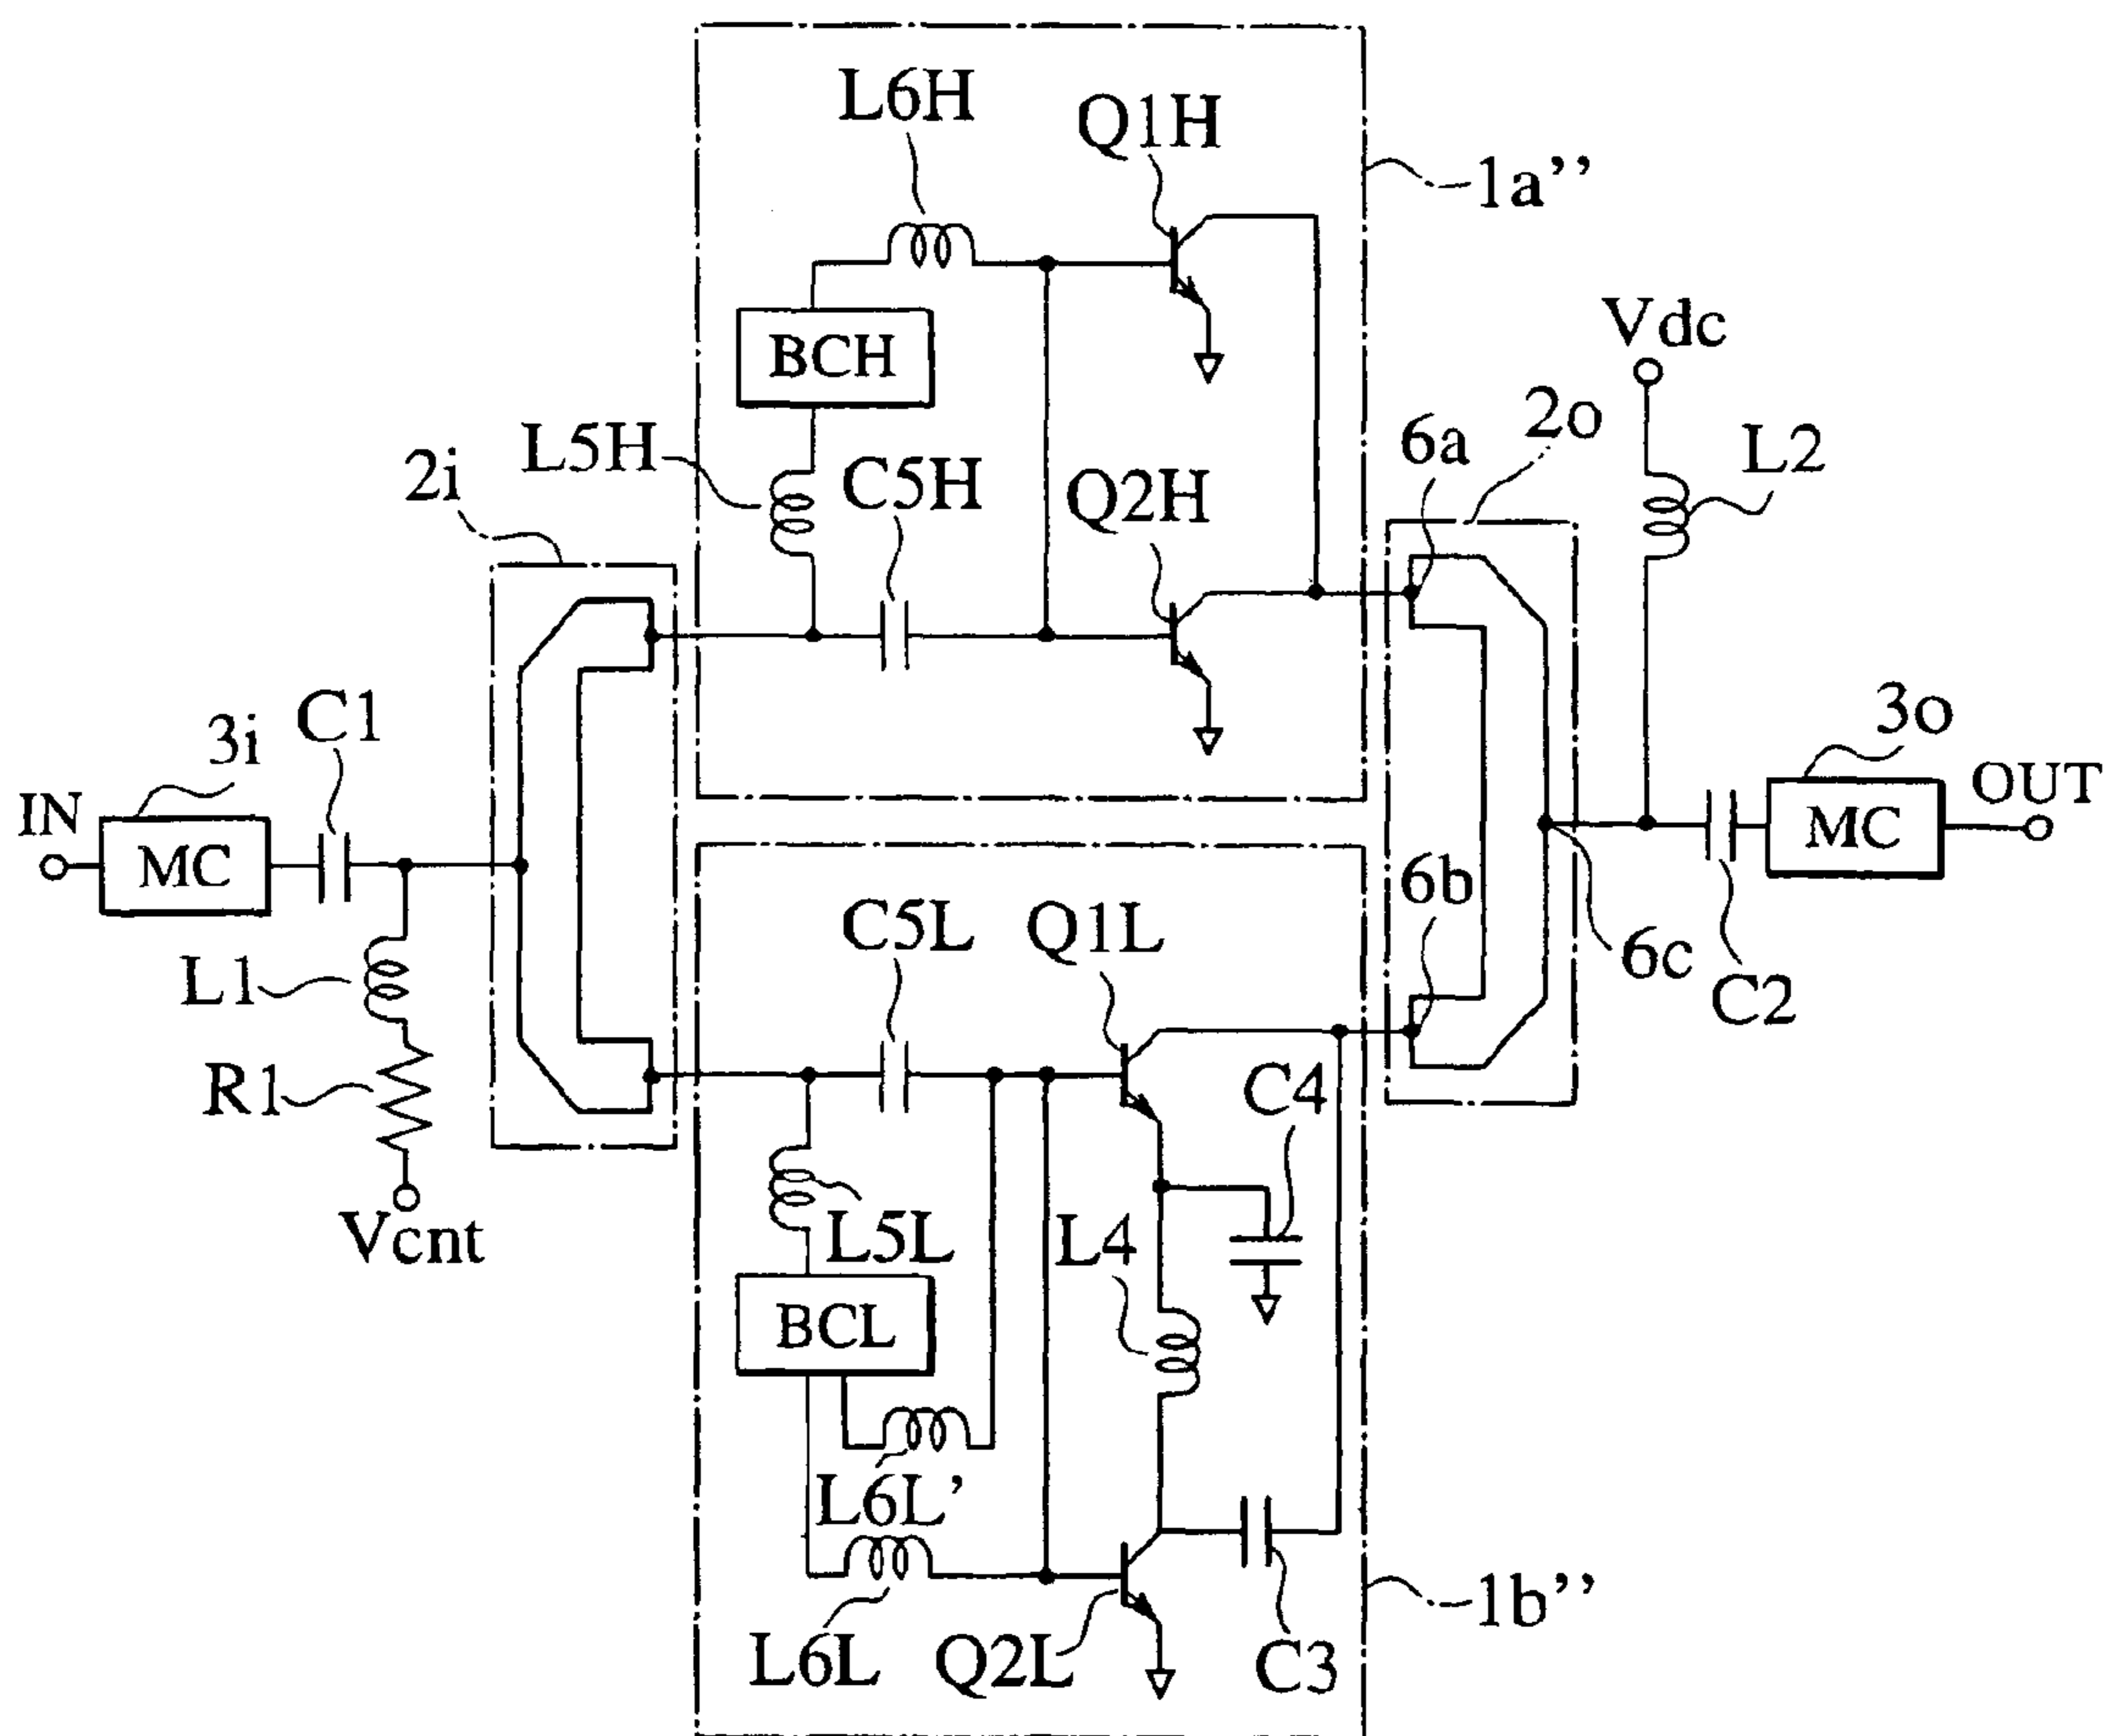 L6H
Q1H
1a’’
Vdc
BCH
2o
6a
L2
L5H
2i
C5H
Q2H
C1
3i
3o
IN
OUT
MC
MC
6b
C5L
Q1L
6c
C2
L1
C4
R1
Vcnt
L5L
L4
BCL
L6L’
1b’’
L6L
Q2L
C3